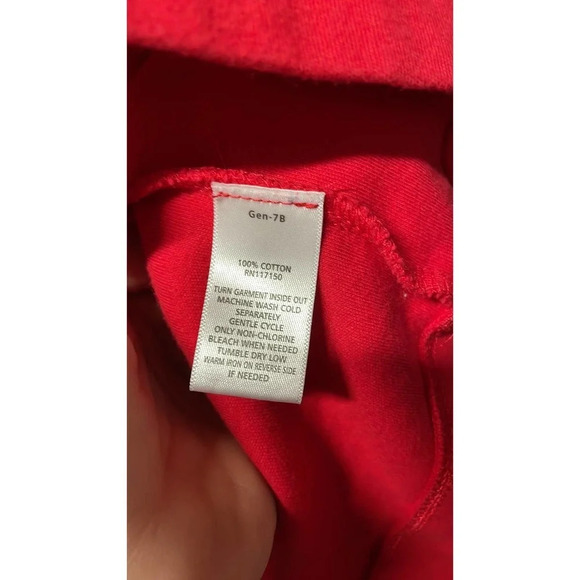 Gen-7B
100% COTTON
RN117150
TURN GARMENT INSIDE OUT
MACHINE WASH COLD
SEPARATELY
GENTLE CYCLE
ONLY NON-CHLORINE
BLEACH WHEN NEEDED
TUMBLE DRY LOW
WARM IRON ON REVERSE SIDE
IF NEEDED